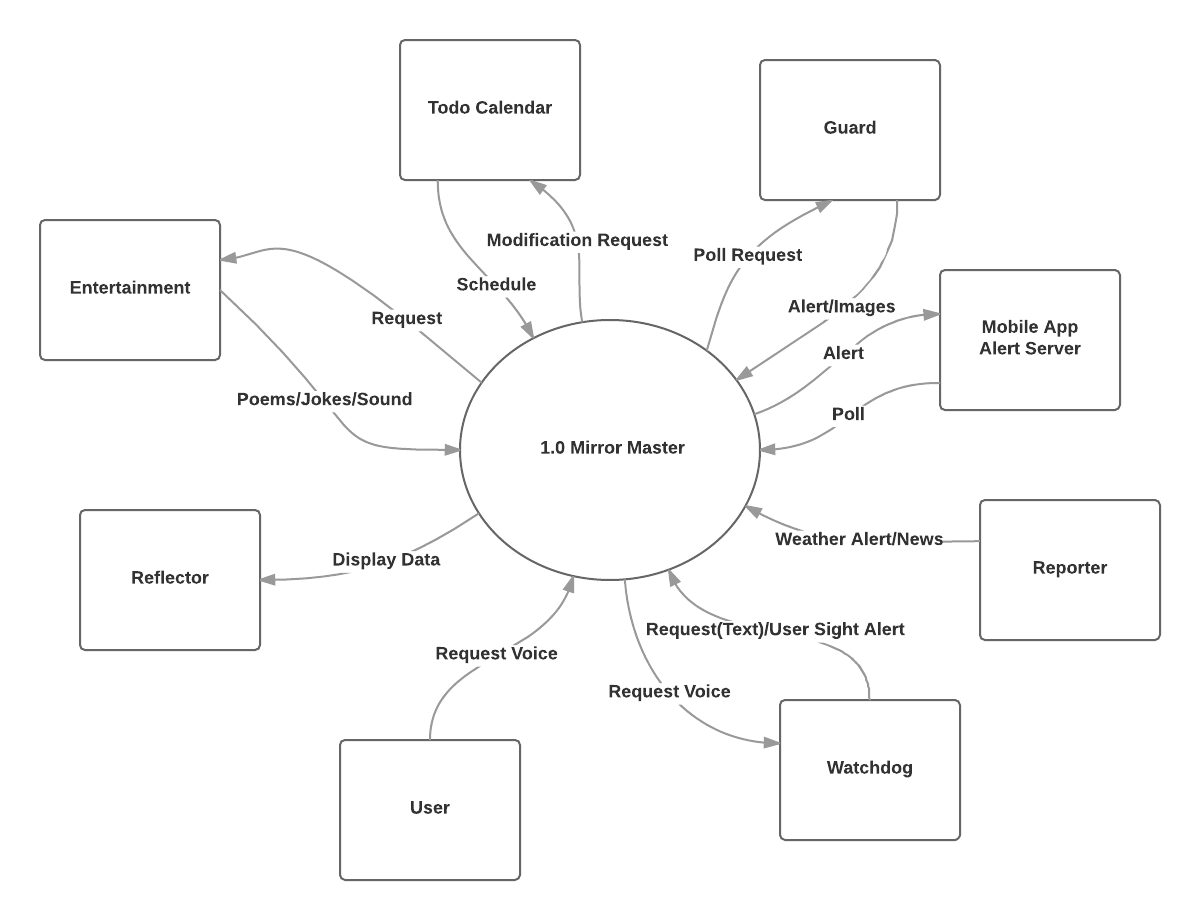 Todo Calendar
Guard
Modification Request
Poll Request
Schedule
Entertainment
Alert/Images
Request
Mobile App
Alert Server
Alert
Poems/Jokes/Sound
Poll
1.0 Mirror Master
Weather Alert/News
Display Data
Reporter
Reflector
Request(Text)/User Sight Alert
Request Voice
Request Voice
Watchdog
User